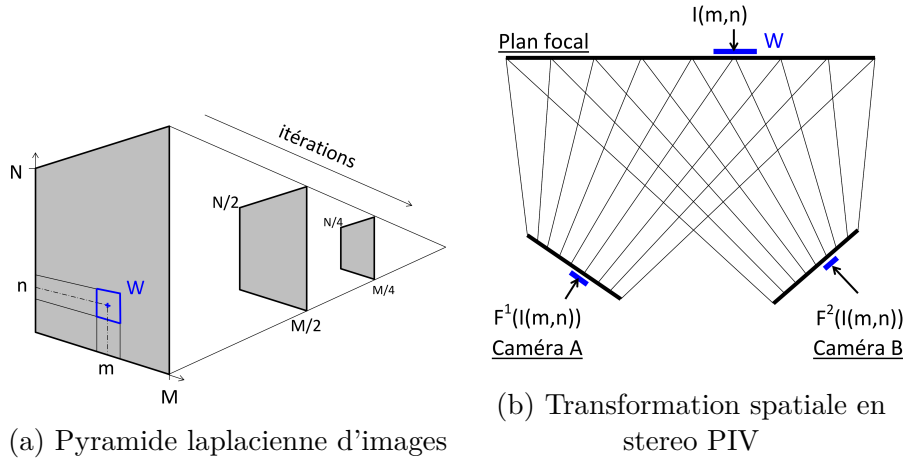 N
n
W
m
M
itérations
N/2
M/2
N/4
M/4
(a) Pyramide laplacienne d'images
I(m,n)
Plan focal
W
F¹(I(m,n))
Caméra A
F²(I(m,n))
Caméra B
(b) Transformation spatiale en
stereo PIV